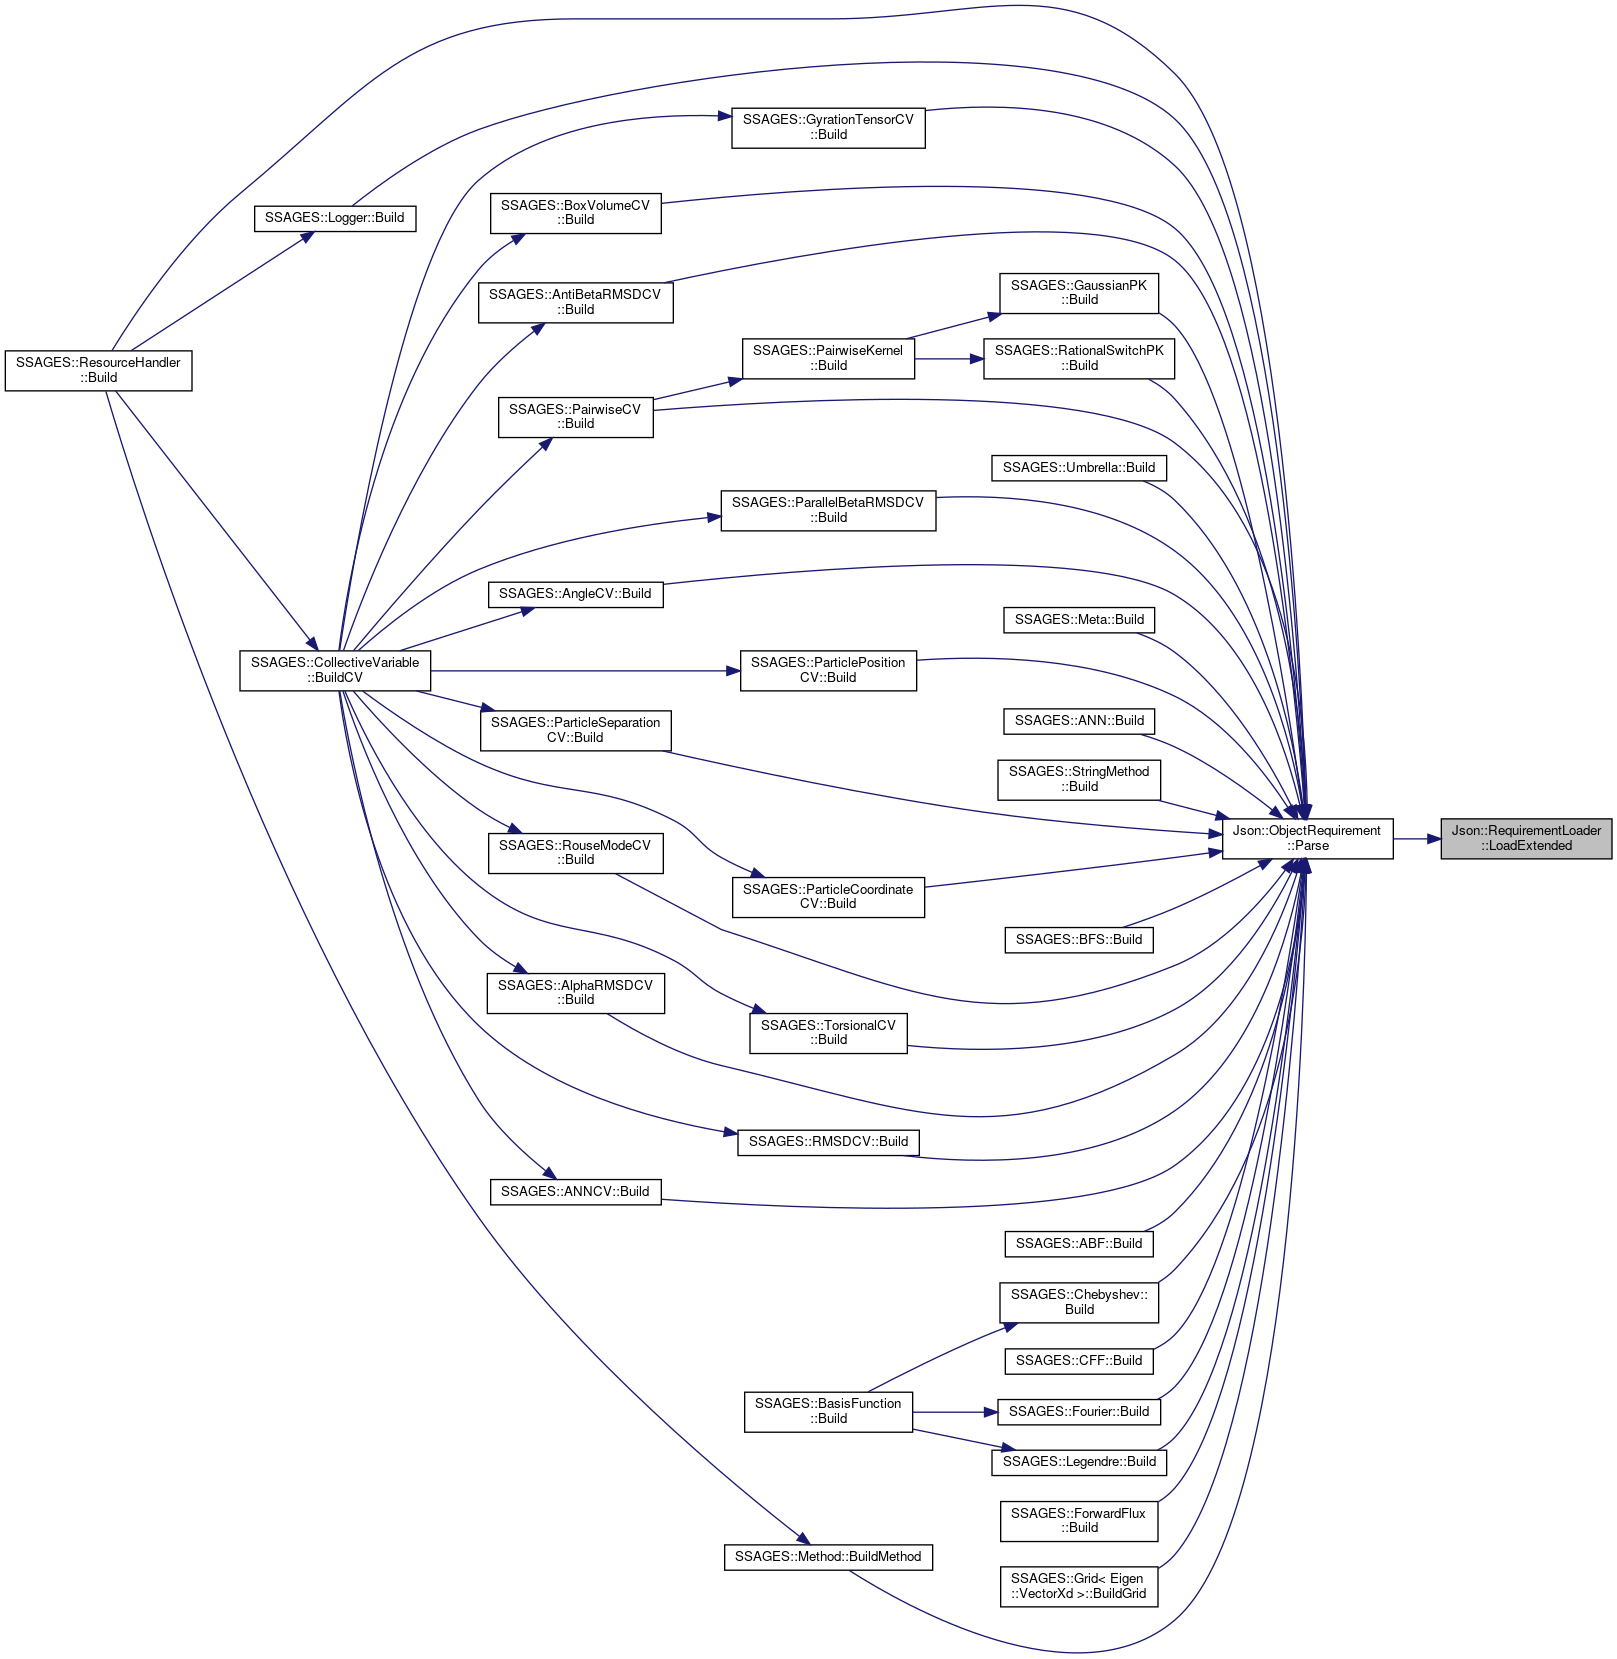 SSAGES::GyrationTensorCV
::Build
SSAGES::BoxVolumeCV
::Build
SSAGES::Logger::Build
SSAGES::AntiBetaRMSDCV
::Build
SSAGES::GaussianPK
::Build
SSAGES::ResourceHandler
::Build
SSAGES::PairwiseKernel
::Build
SSAGES::RationalSwitchPK
::Build
SSAGES::PairwiseCV
::Build
SSAGES::Umbrella::Build
SSAGES::ParallelBetaRMSDCV
::Build
SSAGES::AngleCV::Build
SSAGES::Meta::Build
SSAGES::CollectiveVariable
::BuildCV
SSAGES::ParticlePosition
CV::Build
SSAGES::ParticleSeparation
CV::Build
SSAGES::ANN::Build
SSAGES::StringMethod
::Build
Json::ObjectRequirement
::Parse
Json::RequirementLoader
::LoadExtended
SSAGES::RouseModeCV
::Build
SSAGES::ParticleCoordinate
CV::Build
SSAGES::BFS::Build
SSAGES::AlphaRMSDCV
::Build
SSAGES::TorsionalCV
::Build
SSAGES::RMSDCV::Build
SSAGES::ANNCV::Build
SSAGES::ABF::Build
SSAGES::Chebyshev::
Build
SSAGES::CFF::Build
SSAGES::BasisFunction
::Build
SSAGES::Fourier::Build
SSAGES::Legendre::Build
SSAGES::ForwardFlux
::Build
SSAGES::Method::BuildMethod
SSAGES::Grid< Eigen
::VectorXd >::BuildGrid